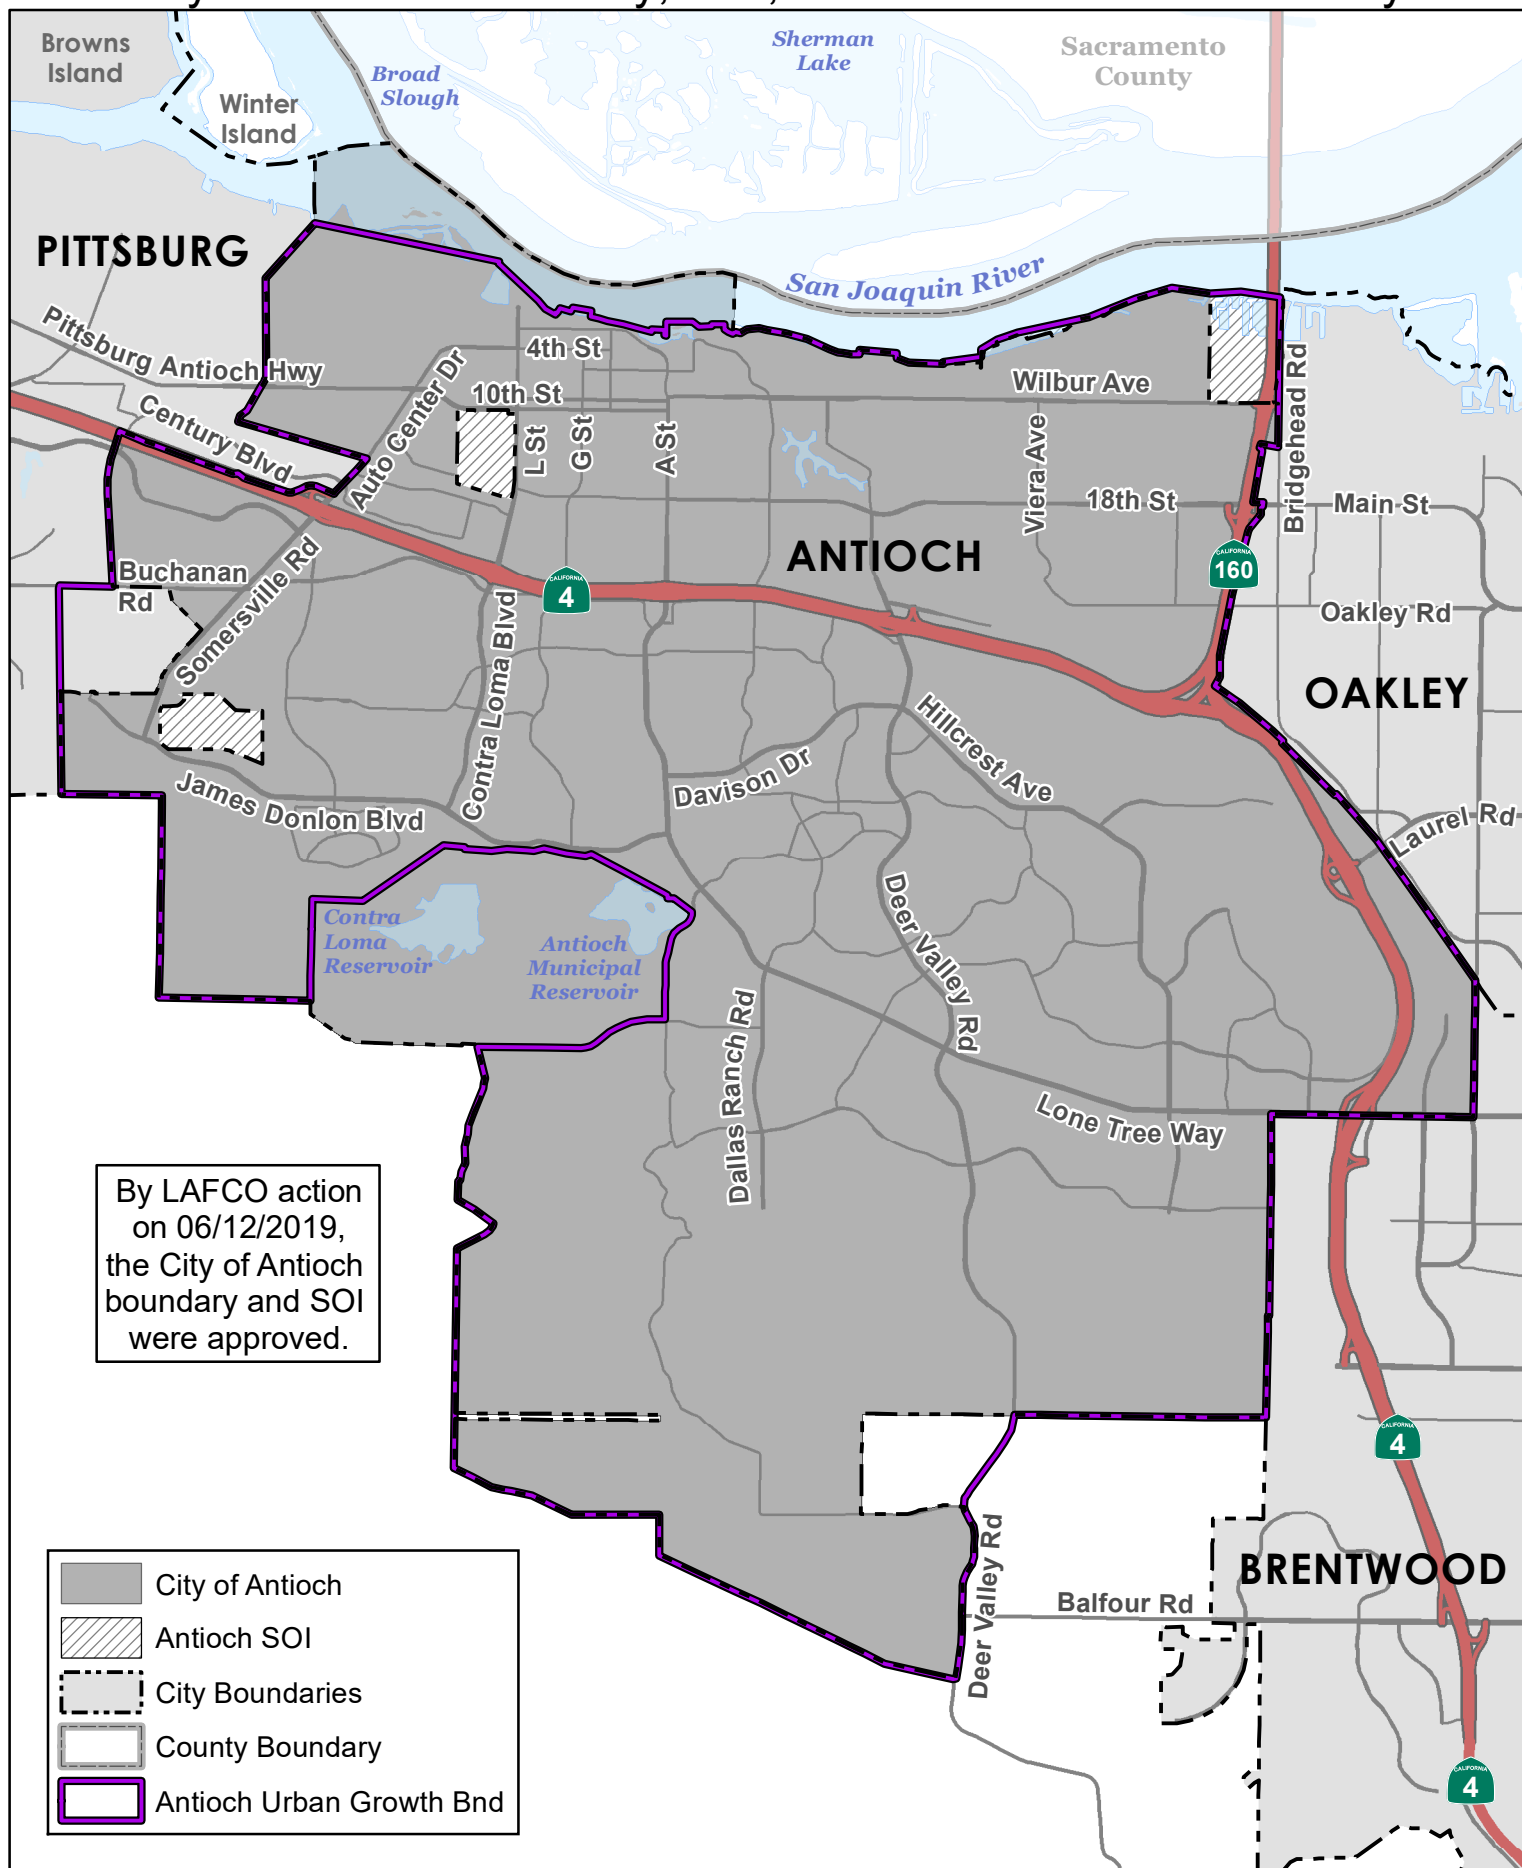 Browns
Island
Winter
Island
Broad
Slough
Sherman
Lake
Sacramento
County
PITTSBURG
San Joaquin River
Pittsburg Antioch Hwy
4th St
10th St
Wilbur Ave
Century Blvd
Auto Center Dr
L St
G St
A St
Viera Ave
18th St
Bridgehead Rd
Main St
ANTIOCH
CALIFORNIA
160
CALIFORNIA
4
Buchanan
Rd
Somersville Rd
Contra Loma Blvd
Oakley Rd
OAKLEY
Hillcrest Ave
Davison Dr
James Donlon Blvd
Laurel Rd
Contra
Loma
Reservoir
Antioch
Municipal
Reservoir
Deer Valley Rd
Dallas Ranch Rd
Lone Tree Way
By LAFCO action
on 06/12/2019,
the City of Antioch
boundary and SOI
were approved.
CALIFORNIA
4
BRENTWOOD
Deer Valley Rd
Balfour Rd
CALIFORNIA
4
City of Antioch
Antioch SOI
City Boundaries
County Boundary
Antioch Urban Growth Bnd